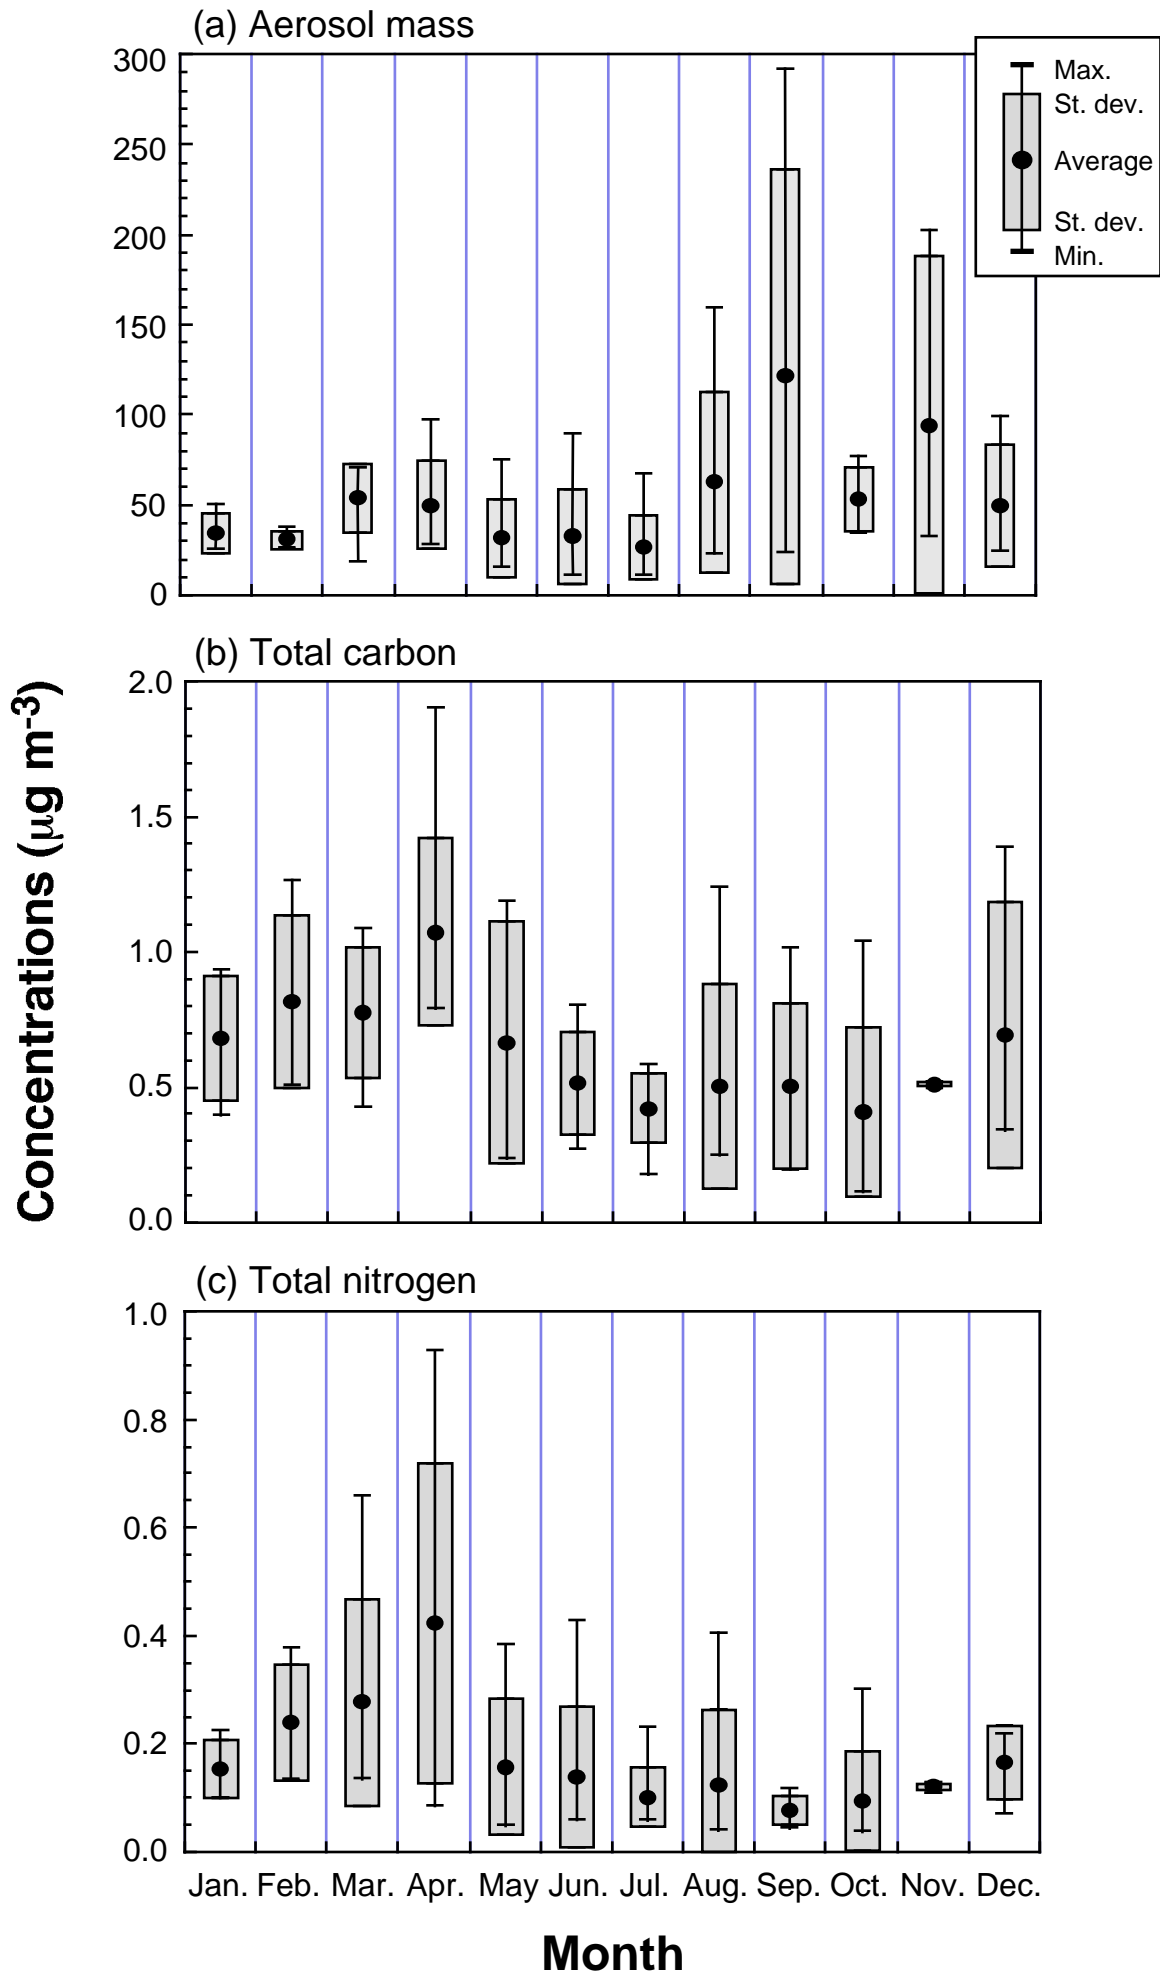 (a) Aerosol mass
300
250
200
150
100
50
0
Max.
St. dev.
Average
St. dev.
Min.
(b) Total carbon
2.0
1.5
1.0
0.5
0.0
Concentrations (μg m⁻³)
(c) Total nitrogen
1.0
0.8
0.6
0.4
0.2
0.0
Jan. Feb. Mar. Apr. May Jun. Jul. Aug. Sep. Oct. Nov. Dec.
Month